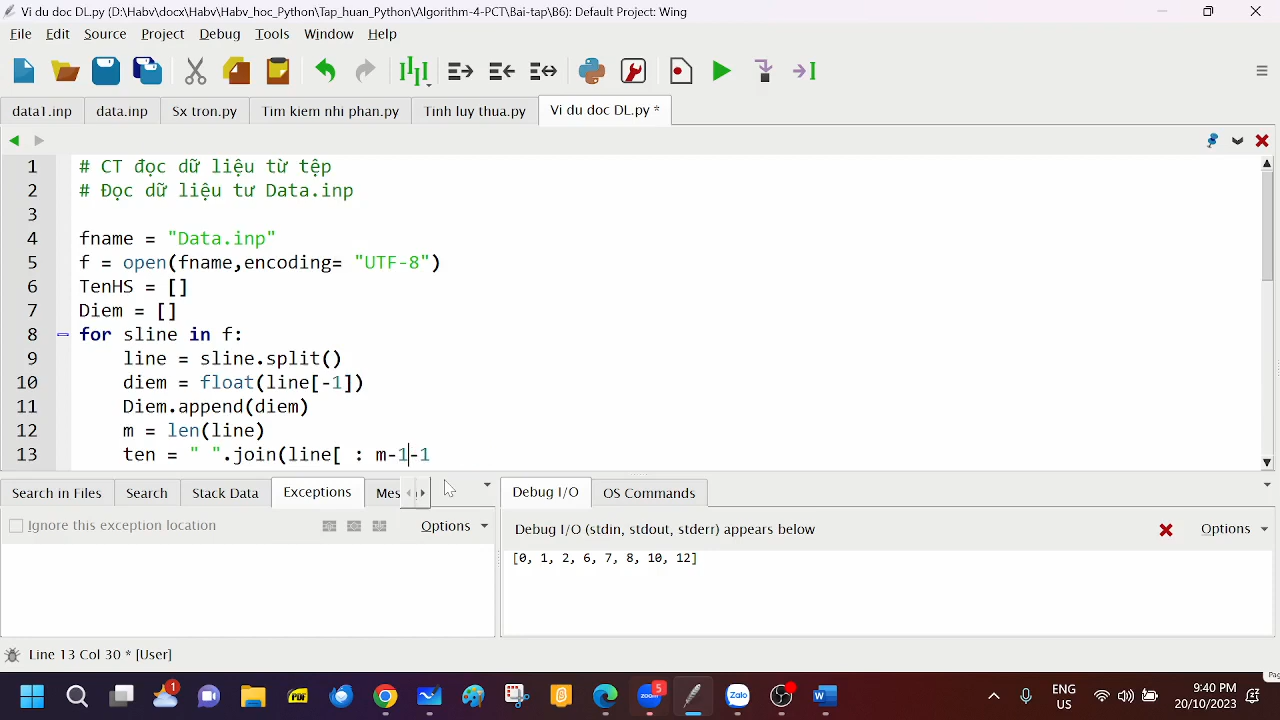 Vi du doc DL.py (D:\Habv\docx\Habv\Habv_hoc_Python\Tap_huan_Python\Algorithm-4-PCT\Bai-tap\B6): Default Project: Wing
File Edit Source Project Debug Tools Window Help
data1.inp data.inp Sx tron.py Tim kiem nhi phan.py Tinh luy thua.py Vi du doc DL.py *
1 # CT đọc dữ liệu từ tệp
2 # Đọc dữ liệu tư Data.inp
3
4 fname = "Data.inp"
5 f = open(fname,encoding= "UTF-8")
6 TenHS = []
7 Diem = []
8 for sline in f:
9 line = sline.split()
10 diem = float(line[-1])
11 Diem.append(diem)
12 m = len(line)
13 ten = " ".join(line[ : m-1-1
Search in Files Search Stack Data Exceptions Mes Debug I/O OS Commands
Ignore this exception location Options
Debug I/O (stdin, stdout, stderr) appears below Options
[0, 1, 2, 6, 7, 8, 10, 12]
Line 13 Col 30 * [User]
1 PDF zoom 5 Zalo W
ENG
US
9:40 PM
20/10/2023
Pag